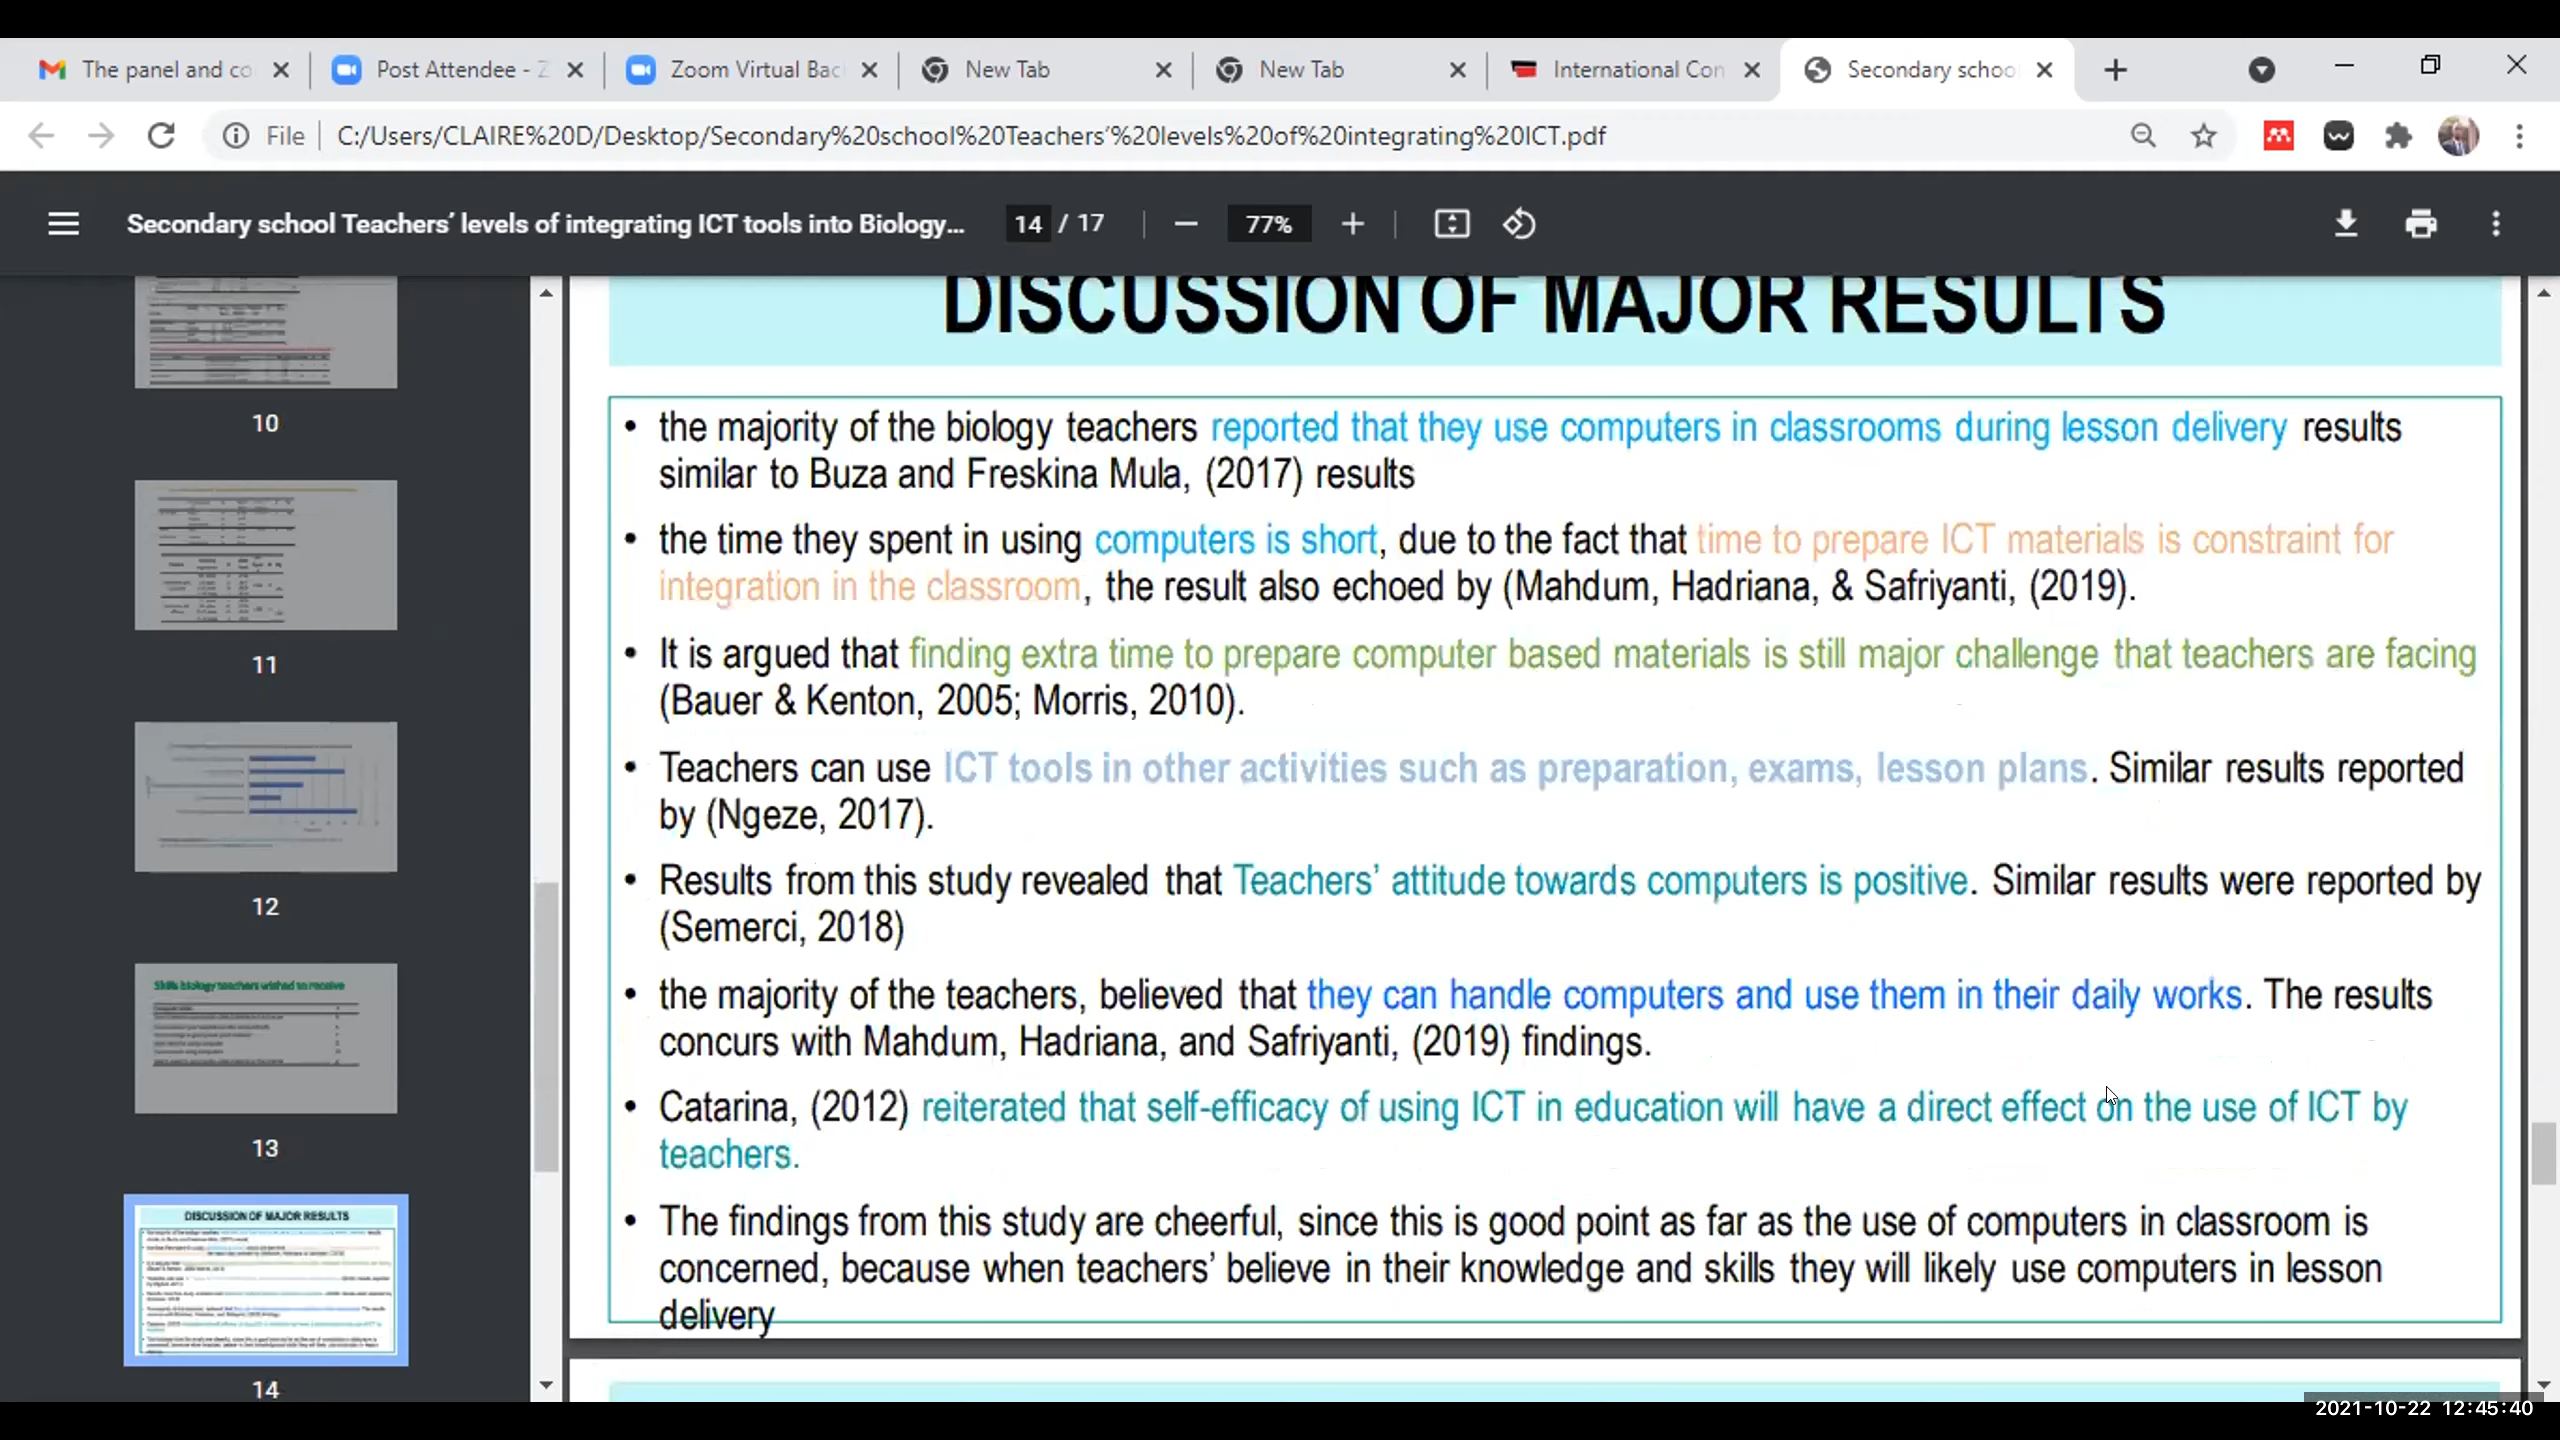 The panel and co
Post Attendee - Z
Zoom Virtual Bac
New Tab
New Tab
International Con
Secondary schoo
File
C:/Users/CLAIRE%20D/Desktop/Secondary%20school%20Teachers'%20levels%20of%20integrating%20ICT.pdf
Secondary school Teachers' levels of integrating ICT tools into Biology...
14 / 17
77%
10
11
12
Skills biology teachers wished to receive
13
DISCUSSION OF MAJOR RESULTS
14
DISCUSSION OF MAJOR RESULTS
• the majority of the biology teachers reported that they use computers in classrooms during lesson delivery results
similar to Buza and Freskina Mula, (2017) results
• the time they spent in using computers is short, due to the fact that time to prepare ICT materials is constraint for
integration in the classroom, the result also echoed by (Mahdum, Hadriana, & Safriyanti, (2019).
• It is argued that finding extra time to prepare computer based materials is still major challenge that teachers are facing
(Bauer & Kenton, 2005; Morris, 2010).
• Teachers can use ICT tools in other activities such as preparation, exams, lesson plans. Similar results reported
by (Ngeze, 2017).
• Results from this study revealed that Teachers' attitude towards computers is positive. Similar results were reported by
(Semerci, 2018)
• the majority of the teachers, believed that they can handle computers and use them in their daily works. The results
concurs with Mahdum, Hadriana, and Safriyanti, (2019) findings.
• Catarina, (2012) reiterated that self-efficacy of using ICT in education will have a direct effect on the use of ICT by
teachers.
• The findings from this study are cheerful, since this is good point as far as the use of computers in classroom is
concerned, because when teachers' believe in their knowledge and skills they will likely use computers in lesson
delivery
2021-10-22 12:45:40